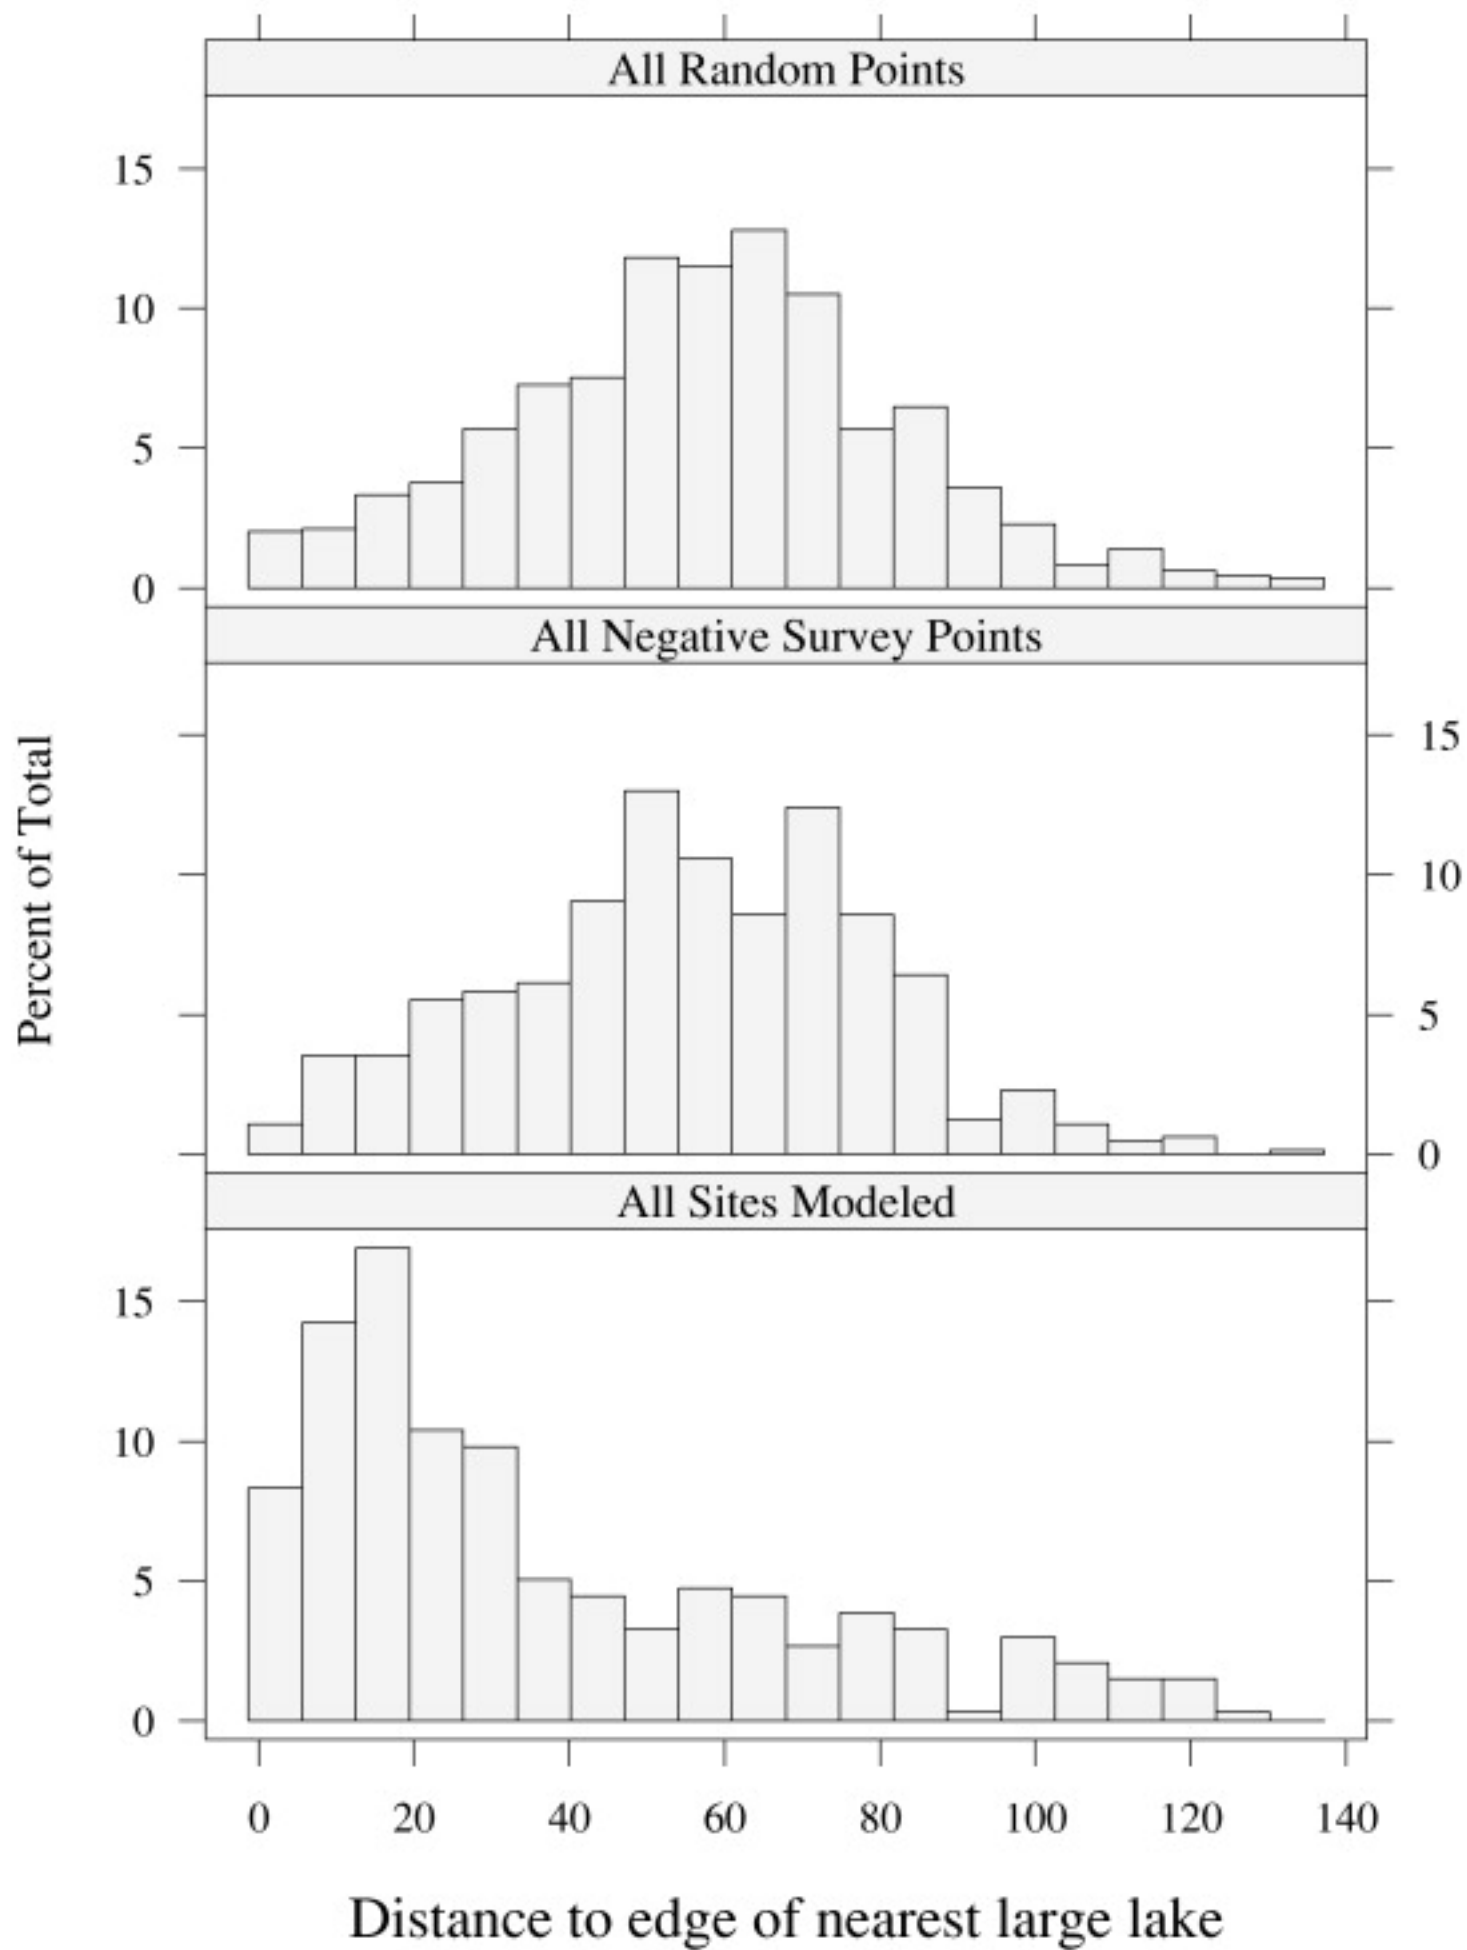 All Random Points
15
10
5
0
All Negative Survey Points
Percent of Total
15
10
5
0
All Sites Modeled
15
10
5
0
0 20 40 60 80 100 120 140
Distance to edge of nearest large lake